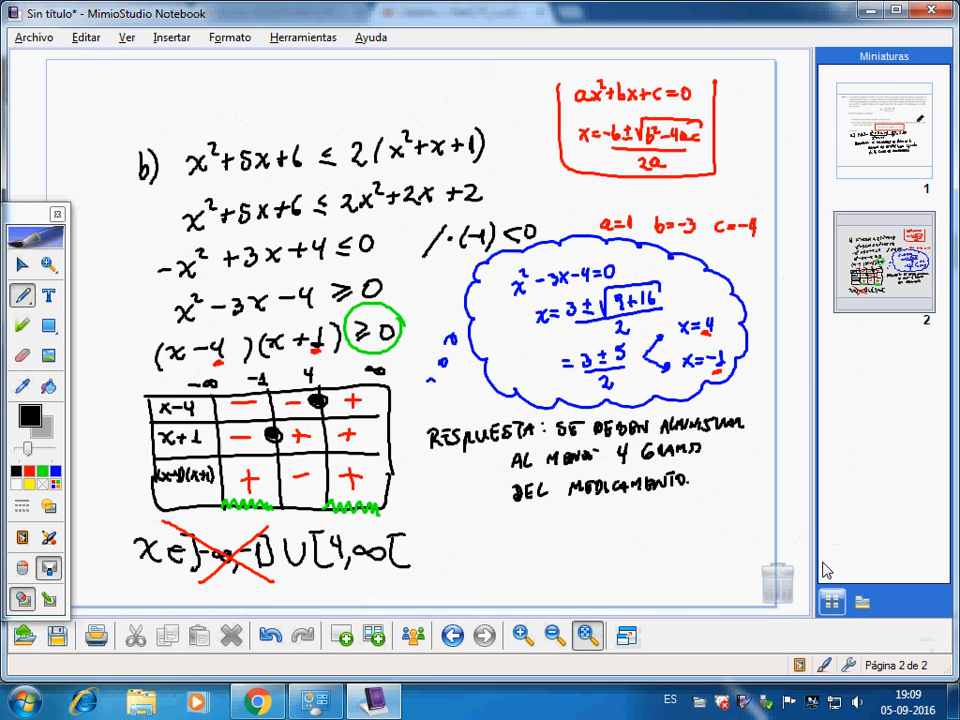 Sin título* - MimioStudio Notebook
Archivo Editar Ver Insertar Formato Herramientas Ayuda
Miniaturas
ax²+bx+c=0
x=-b±√b²-4ac
2a
b) x²+5x+6 ≤ 2(x²+x+1)
x²+5x+6 ≤ 2x²+2x+2
-x²+3x+4 ≤ 0 /·(-1)<0
x²-3x-4 ≥ 0
(x-4)(x+1) ≥ 0
a=1 b=-3 c=-4
x²-3x-4=0
x=3±√9+16
2
=3±5
2
x=4
x=-1
-∞ -1 4 ∞
x-4 - - +
x+1 - + +
(x-4)(x+1) + - +
x∈]-∞,-1]∪[4,∞[
RESPUESTA: SE DEBEN
AL MENOS 4 GRAMOS
DEL MEDICAMENTO.
1
2
T
Página 2 de 2
ES
19:09
05-09-2016